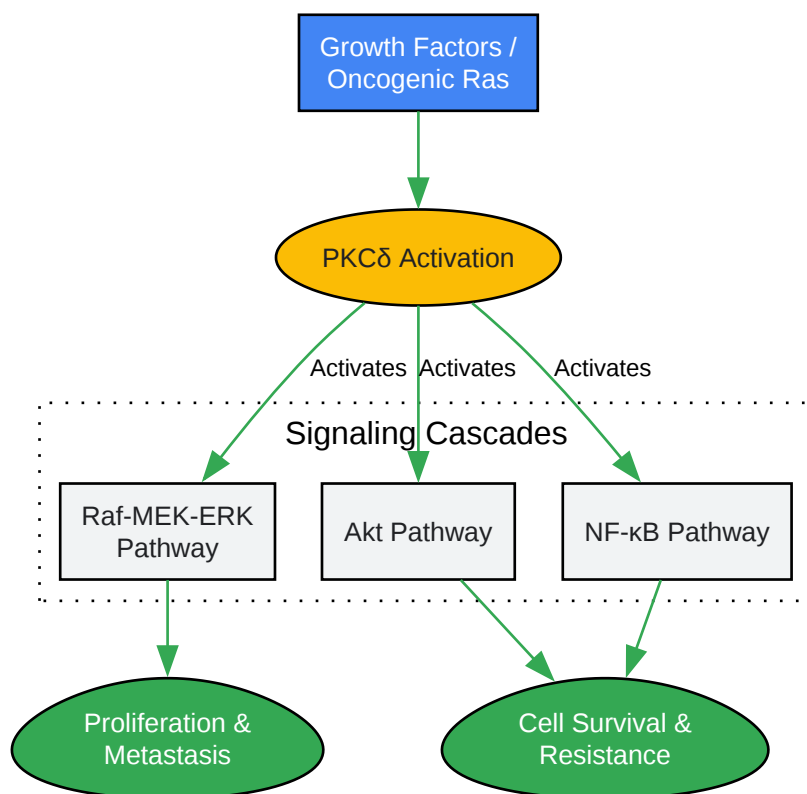 Growth Factors /
Oncogenic Ras
PKCδ Activation
Activates
Activates
Activates
Signaling Cascades
Raf-MEK-ERK
Pathway
Akt Pathway
NF-κB Pathway
Proliferation &
Metastasis
Cell Survival &
Resistance